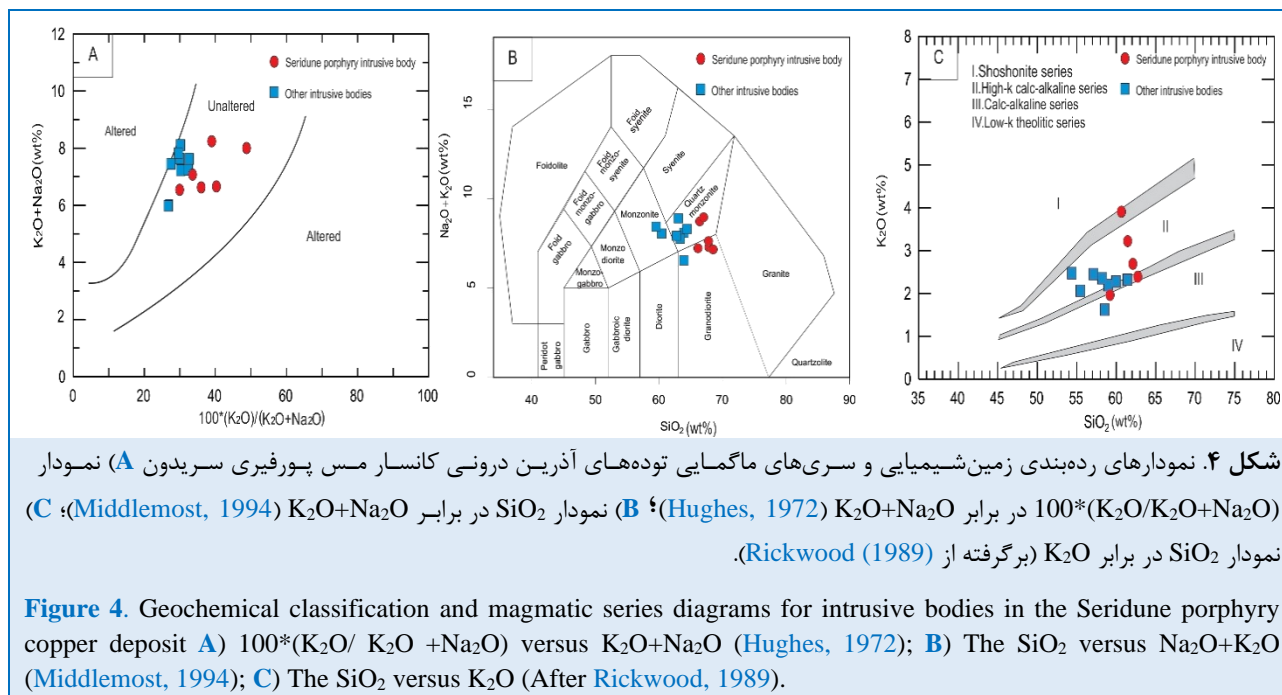 A
Seridune porphyry intrusive body
Other intrusive bodies
Altered
Unaltered
Altered
K2O+Na2O(wt%)
12
10
8
6
4
2
0
0 20 40 60 80 100
100*(K2O)/(K2O+Na2O)
B
Seridune porphyry intrusive body
Other intrusive bodies
Na2O+K2O(wt%)
15
10
5
0
Foidolite
Foid syenite
Foid monzo-syenite
Foid monzo-gabbro
Foid gabbro
Syenite
Monzonite
Quartz monzonite
Monzo diorite
Monzo-gabbro
Peridot gabbro
Gabbro
Gabbroic diorite
Diorite
Granodiorite
Granite
Quartzolite
40 50 60 70 80 90
SiO2(wt%)
C
Seridune porphyry intrusive body
Other intrusive bodies
I.Shoshonite series
II.High-k calc-alkaline series
III.Calc-alkaline series
IV.Low-k theolitic series
K2O(wt%)
8
7
6
5
4
3
2
1
0
I
II
III
IV
35 40 45 50 55 60 65 70 75 80
SiO2(wt%)
شکل ۴. نمودارهای رده‌بندی زمین‌شیمیایی و سری‌های ماگمایی توده‌های آذرین درونی کانسار مس پورفیری سریدون A) نمودار
100*(K2O/K2O+Na2O) در برابر K2O+Na2O (Hughes, 1972)؛ B) نمودار SiO2 در برابر K2O+Na2O (Middlemost, 1994)؛ C)
نمودار SiO2 در برابر K2O (برگرفته از Rickwood (1989)).
Figure 4. Geochemical classification and magmatic series diagrams for intrusive bodies in the Seridune porphyry
copper deposit A) 100*(K2O/ K2O +Na2O) versus K2O+Na2O (Hughes, 1972); B) The SiO2 versus Na2O+K2O
(Middlemost, 1994); C) The SiO2 versus K2O (After Rickwood, 1989).